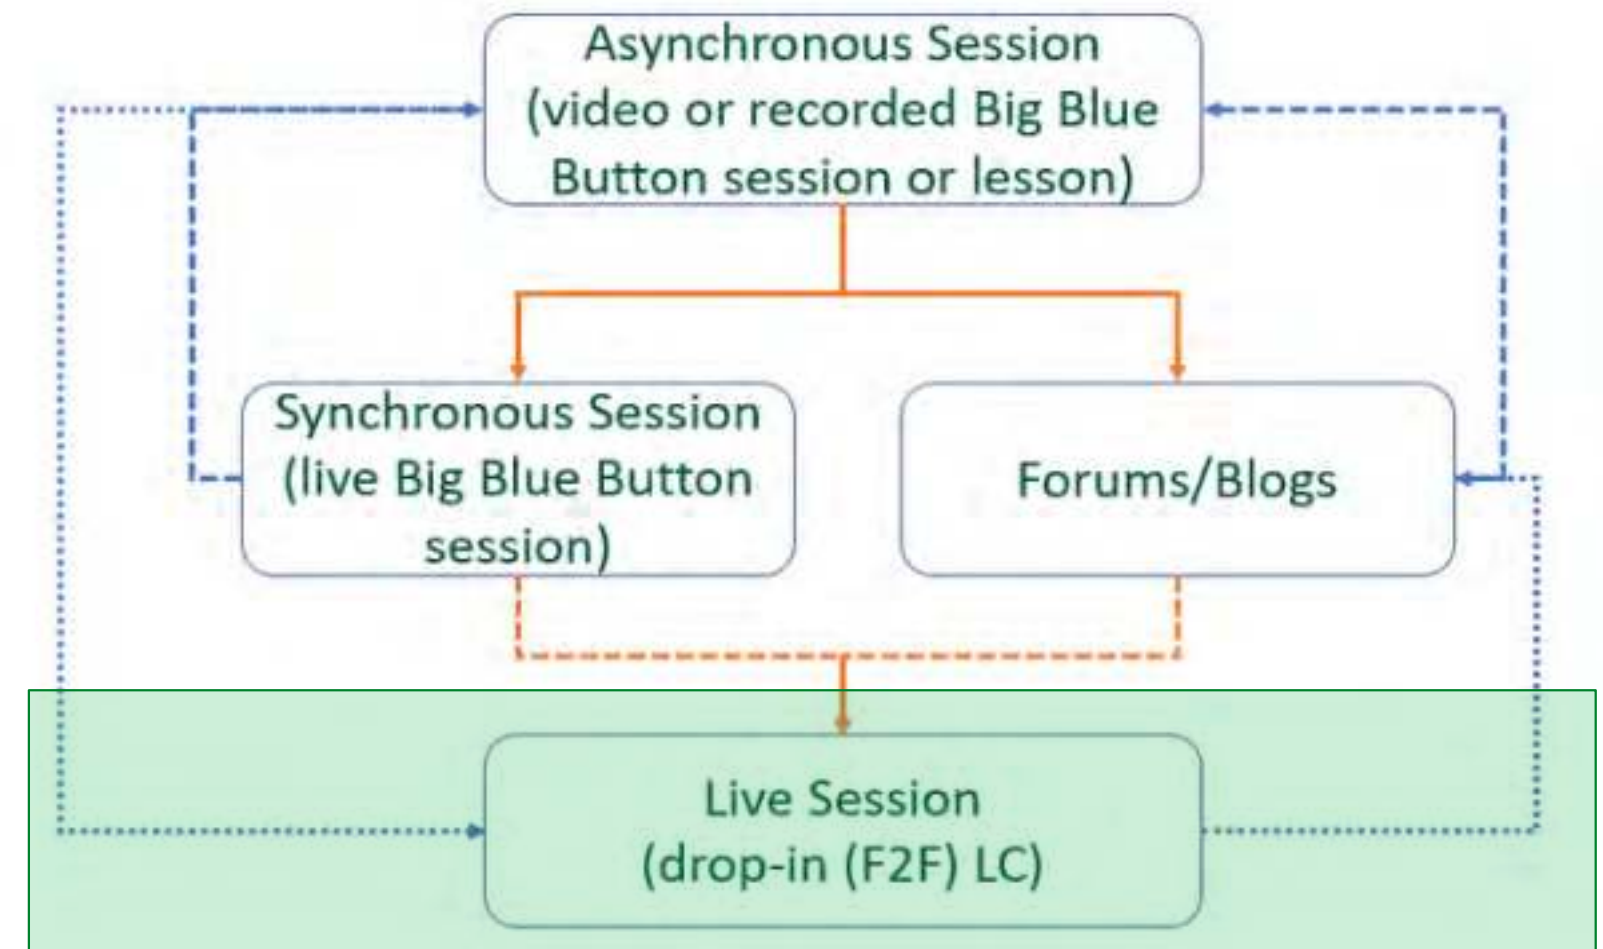 Asynchronous Session
(video or recorded Big Blue
Button session or lesson)
Synchronous Session
(live Big Blue Button
session)
Forums/Blogs
Live Session
(drop-in (F2F) LC)